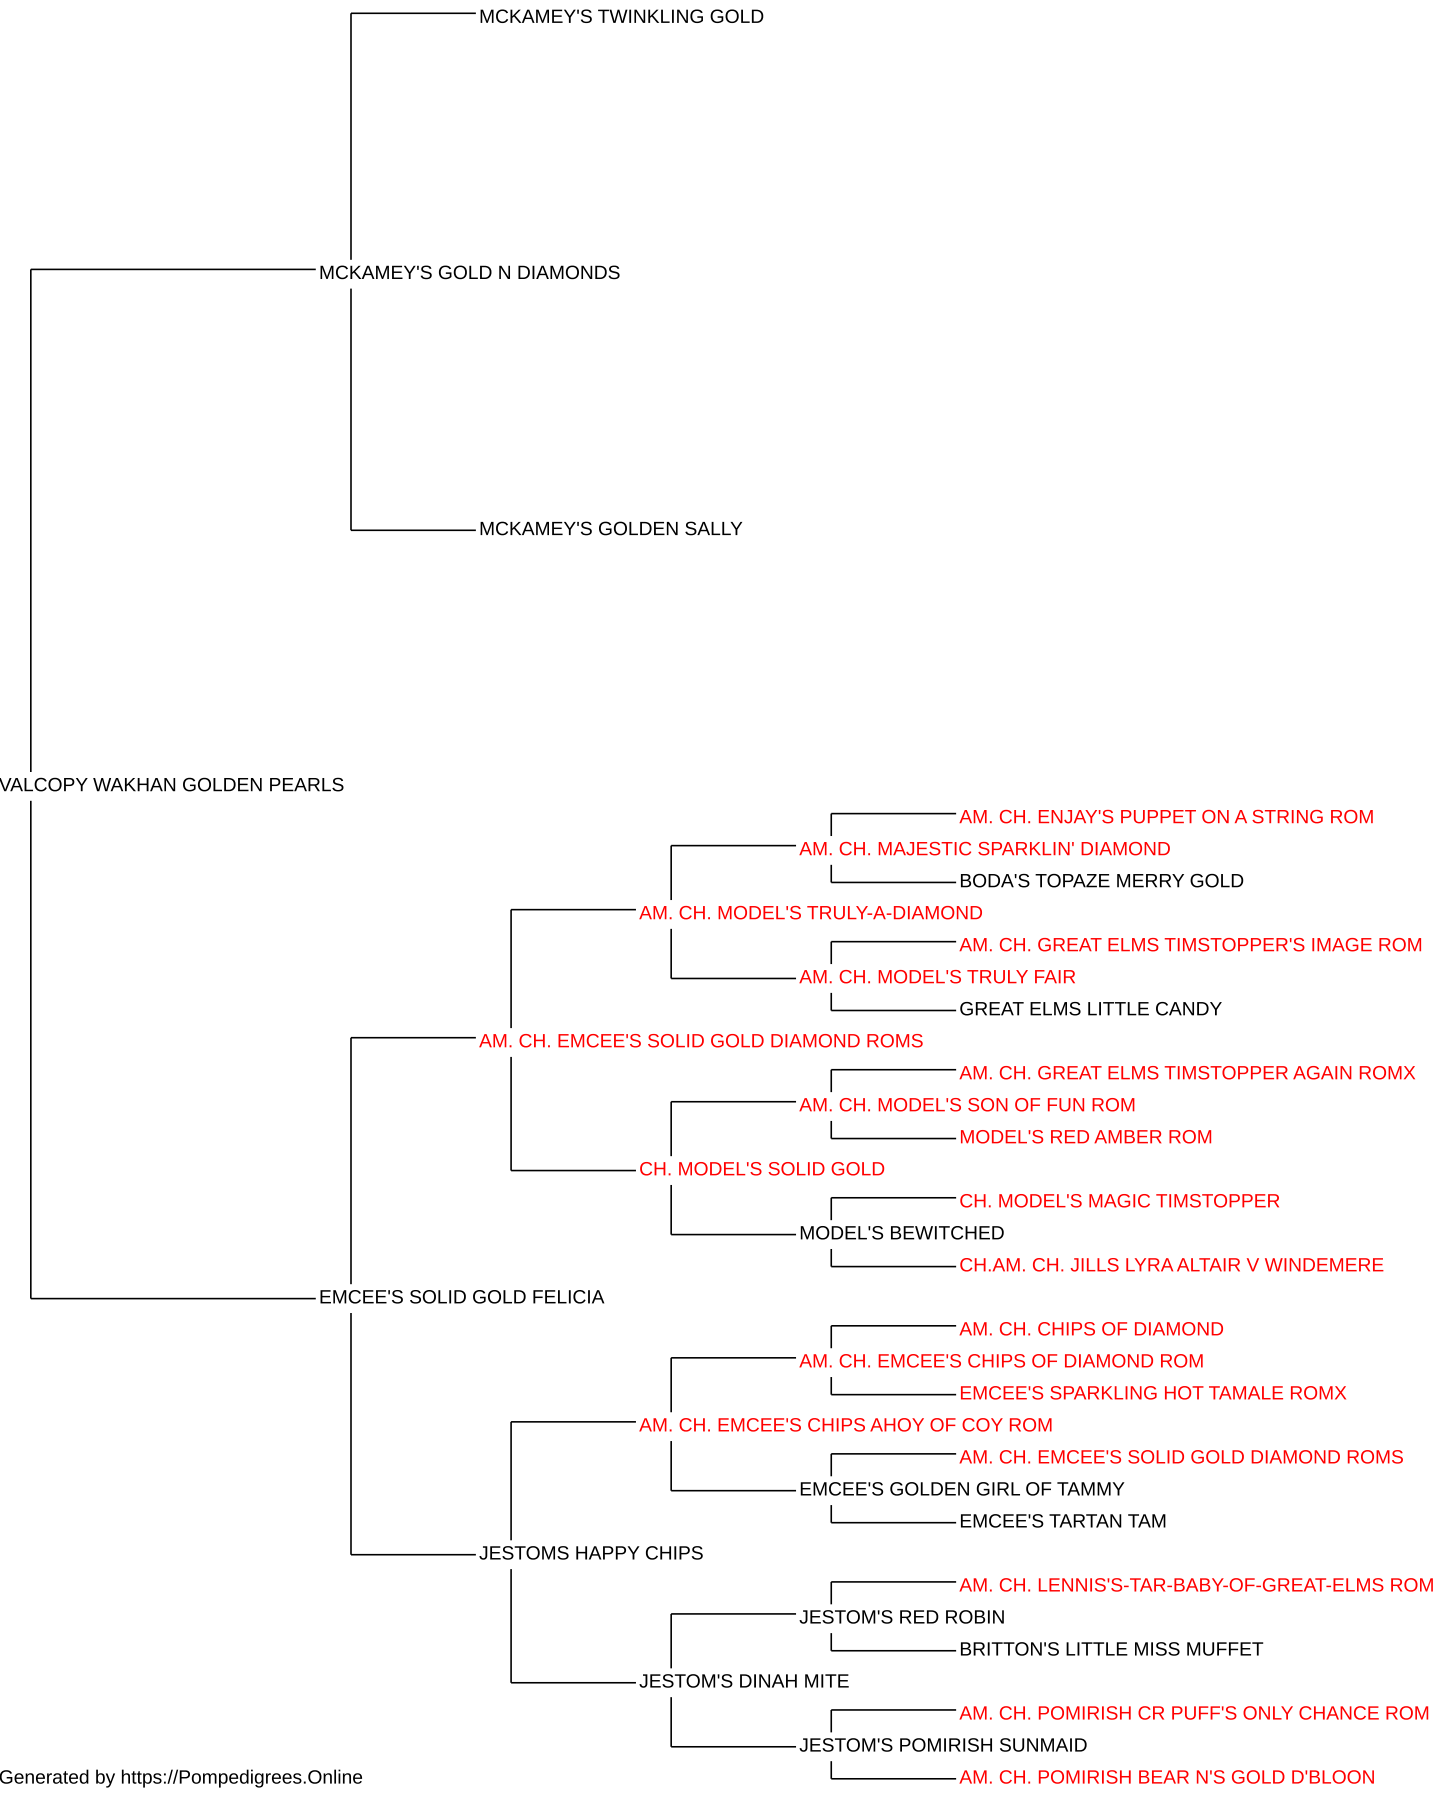 MCKAMEY'S TWINKLING GOLD
MCKAMEY'S GOLD N DIAMONDS
MCKAMEY'S GOLDEN SALLY
VALCOPY WAKHAN GOLDEN PEARLS
AM. CH. ENJAY'S PUPPET ON A STRING ROM
AM. CH. MAJESTIC SPARKLIN' DIAMOND
BODA'S TOPAZE MERRY GOLD
AM. CH. MODEL'S TRULY-A-DIAMOND
AM. CH. GREAT ELMS TIMSTOPPER'S IMAGE ROM
AM. CH. MODEL'S TRULY FAIR
GREAT ELMS LITTLE CANDY
AM. CH. EMCEE'S SOLID GOLD DIAMOND ROMS
AM. CH. GREAT ELMS TIMSTOPPER AGAIN ROMX
AM. CH. MODEL'S SON OF FUN ROM
MODEL'S RED AMBER ROM
CH. MODEL'S SOLID GOLD
CH. MODEL'S MAGIC TIMSTOPPER
MODEL'S BEWITCHED
CH.AM. CH. JILLS LYRA ALTAIR V WINDEMERE
EMCEE'S SOLID GOLD FELICIA
AM. CH. CHIPS OF DIAMOND
AM. CH. EMCEE'S CHIPS OF DIAMOND ROM
EMCEE'S SPARKLING HOT TAMALE ROMX
AM. CH. EMCEE'S CHIPS AHOY OF COY ROM
AM. CH. EMCEE'S SOLID GOLD DIAMOND ROMS
EMCEE'S GOLDEN GIRL OF TAMMY
EMCEE'S TARTAN TAM
JESTOMS HAPPY CHIPS
AM. CH. LENNIS'S-TAR-BABY-OF-GREAT-ELMS ROM
JESTOM'S RED ROBIN
BRITTON'S LITTLE MISS MUFFET
JESTOM'S DINAH MITE
AM. CH. POMIRISH CR PUFF'S ONLY CHANCE ROM
JESTOM'S POMIRISH SUNMAID
AM. CH. POMIRISH BEAR N'S GOLD D'BLOON
Generated by https://Pompedigrees.Online